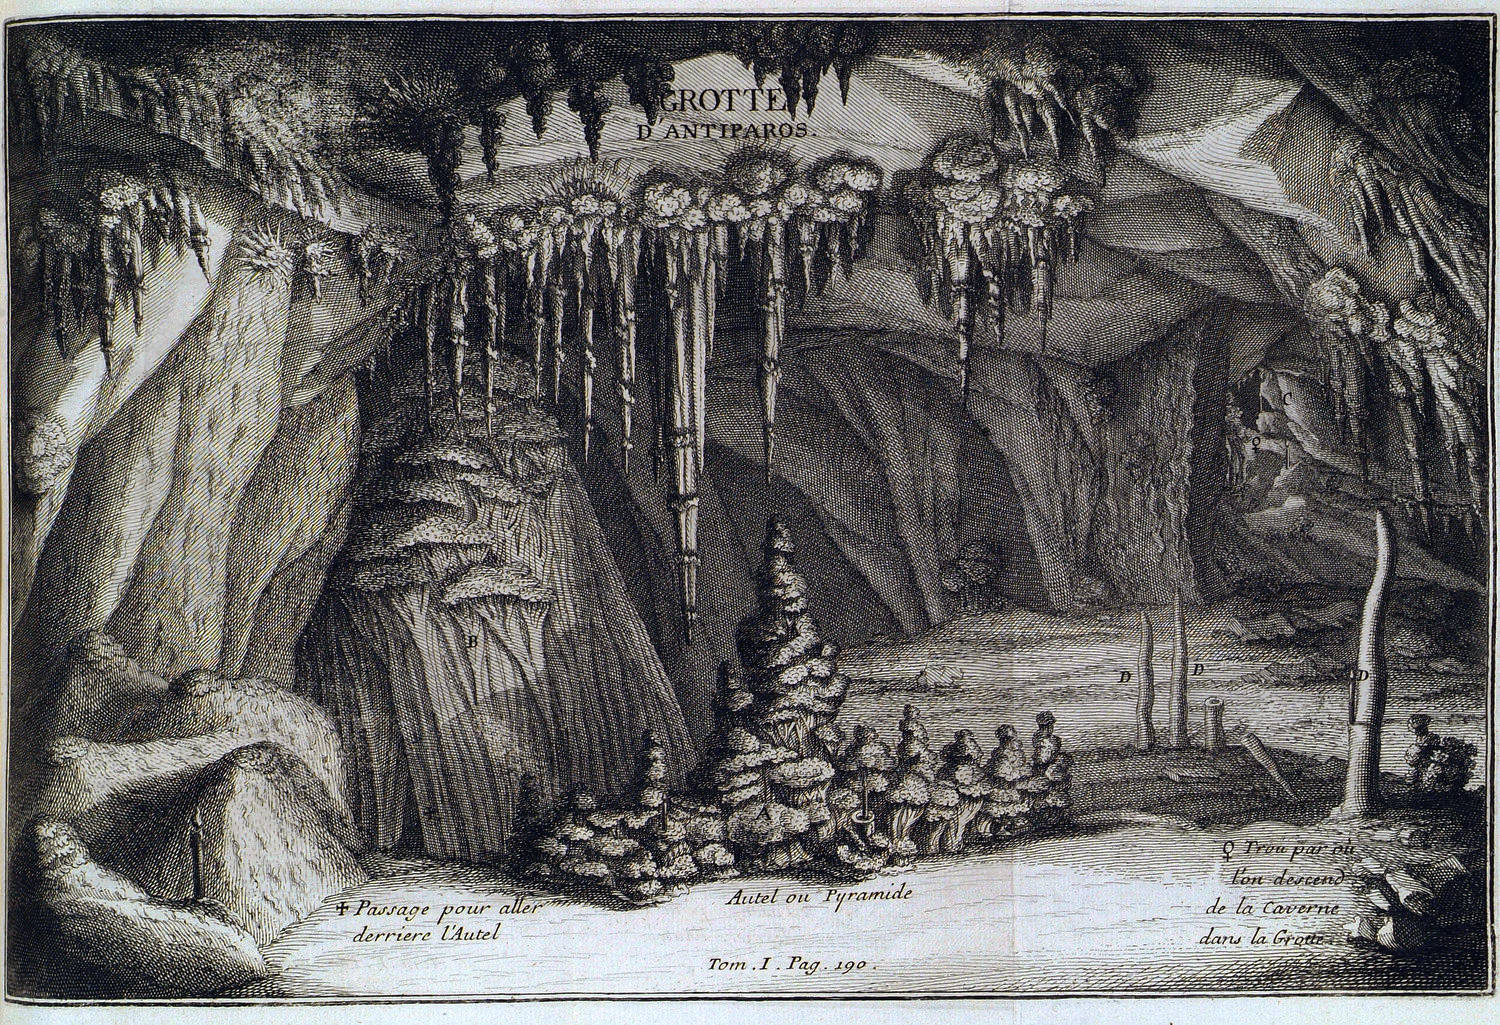 GROTTE
D'ANTIPAROS.
C
♀
B
D
D
D
A
✠ Passage pour aller
derriere l'Autel
Autel ou Pyramide
♀ Trou par où
l'on descend
de la Caverne
dans la Grotte.
Tom. I. Pag. 190.